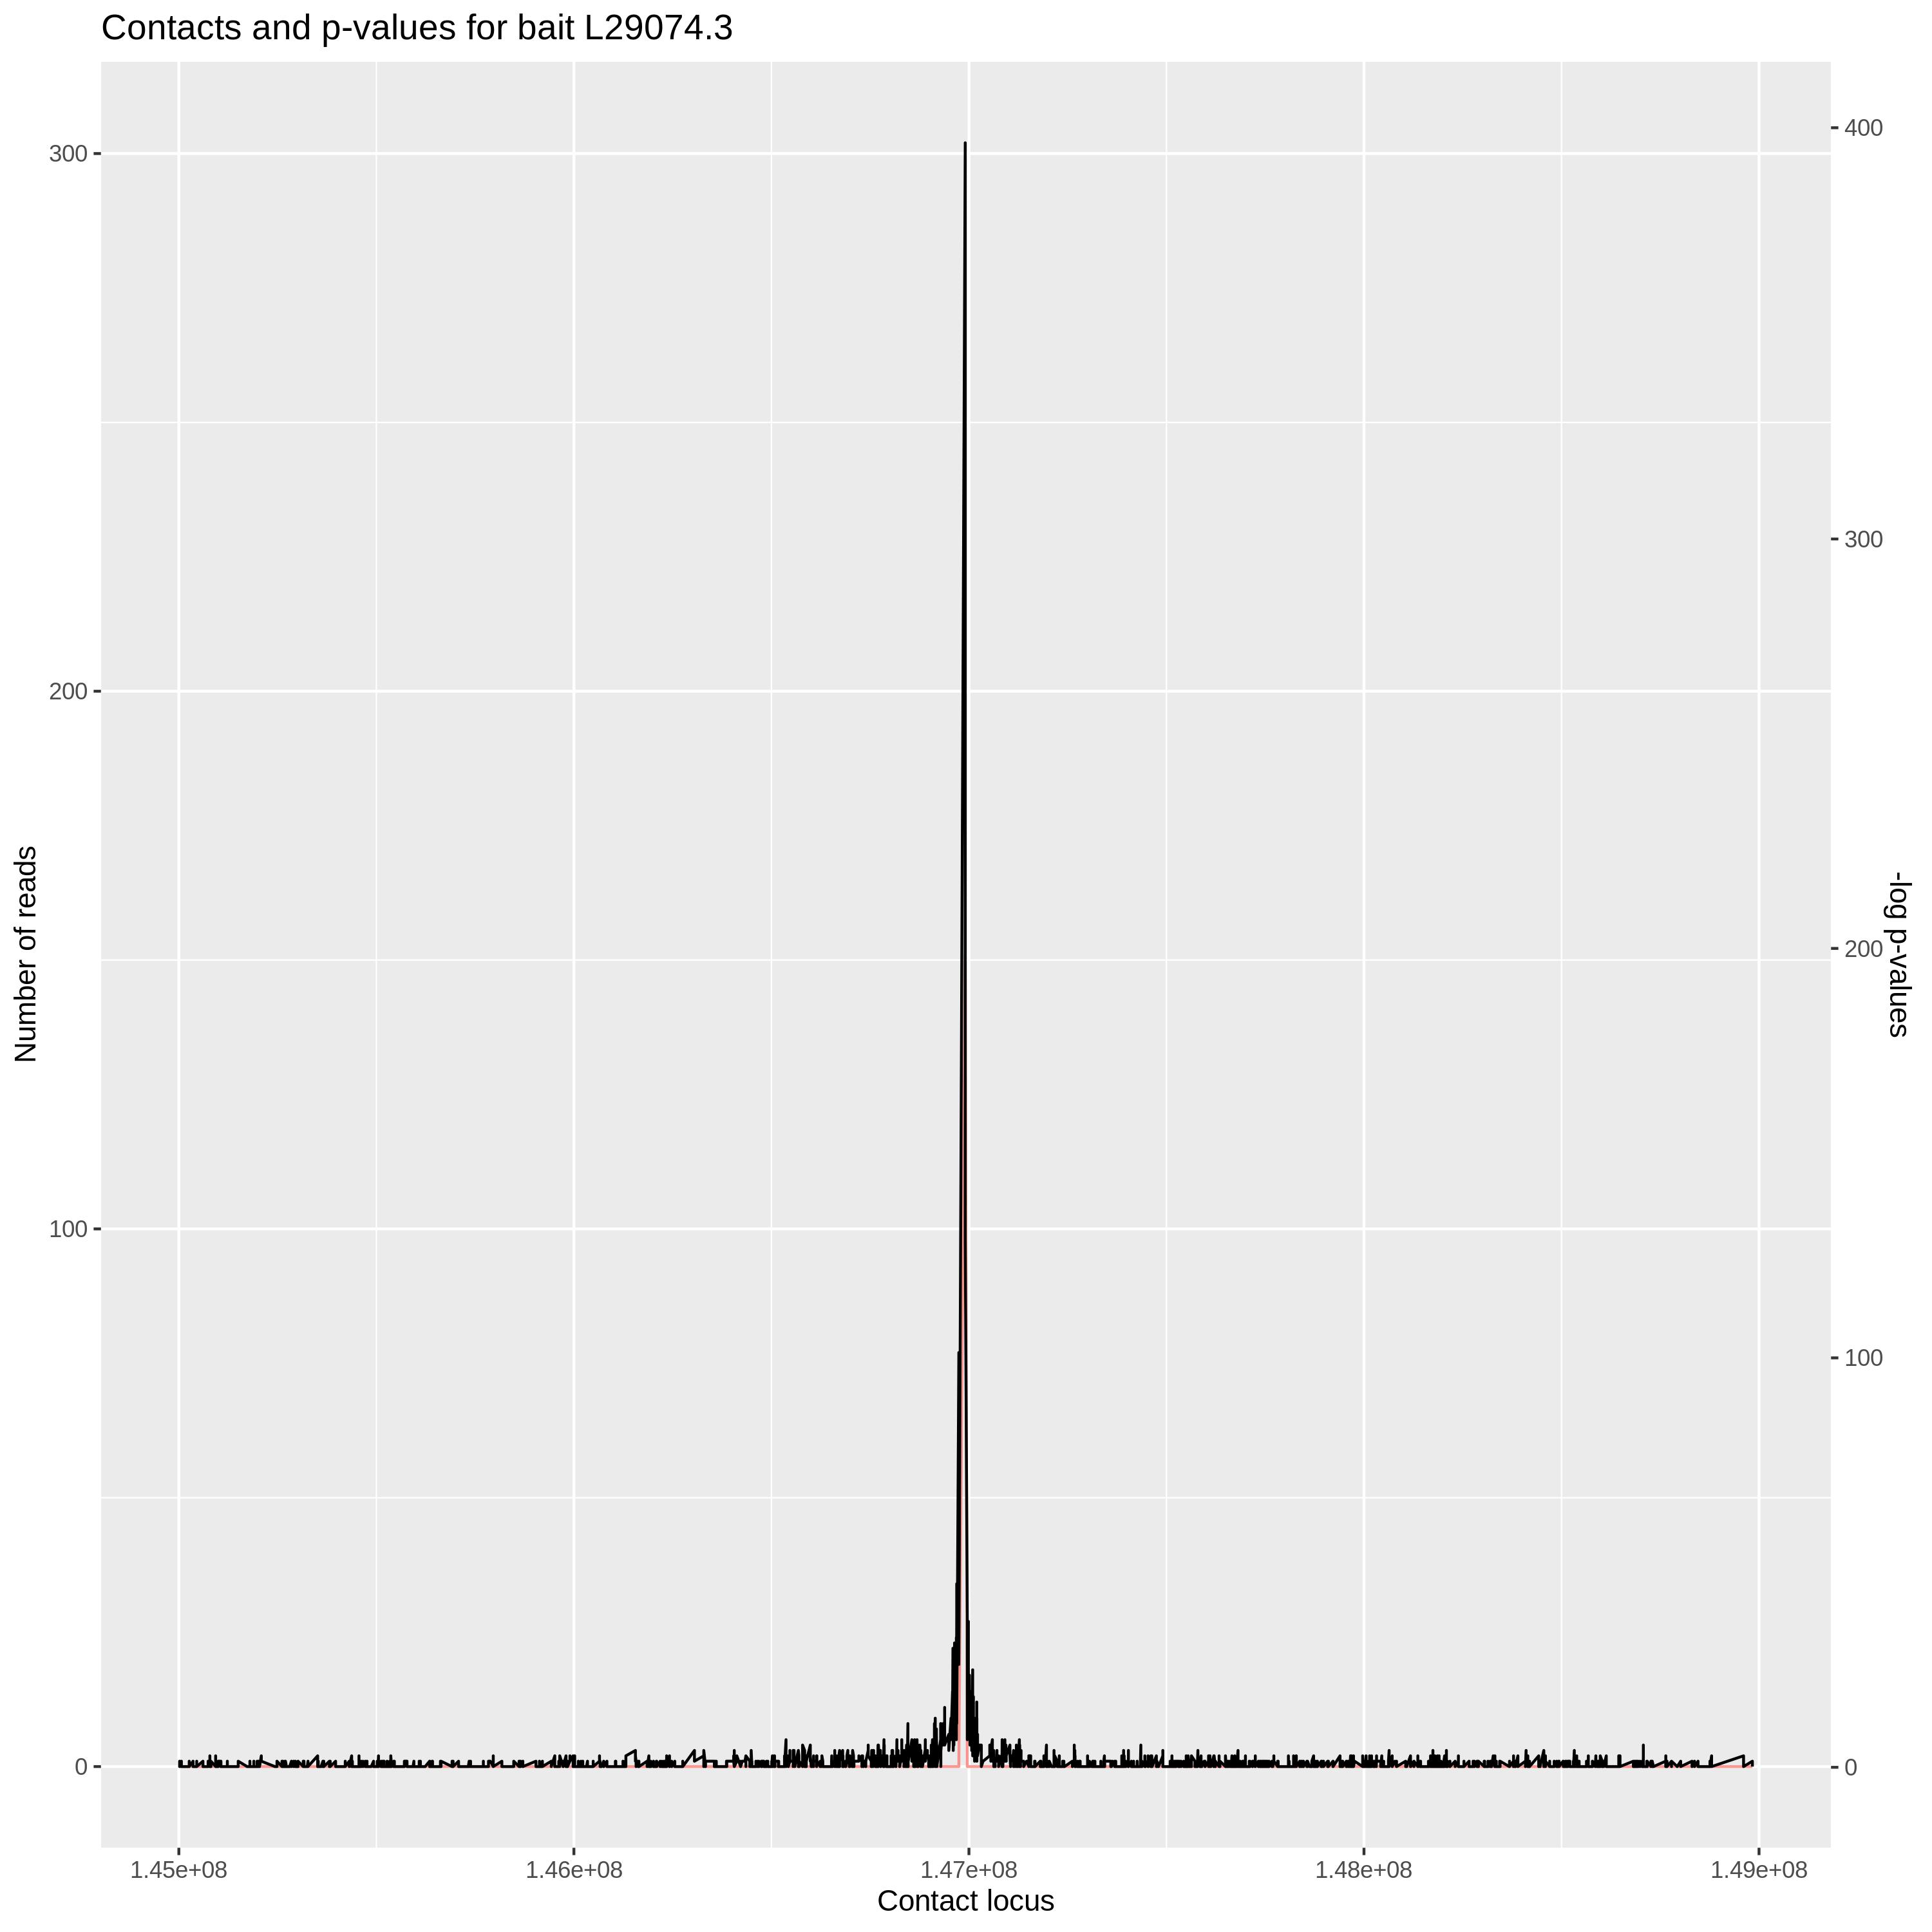 Contacts and p-values for bait L29074.3
300
200
100
0
Number of reads
400
300
200
100
0
-log p-values
1.45e+08
1.46e+08
1.47e+08
1.48e+08
1.49e+08
Contact locus